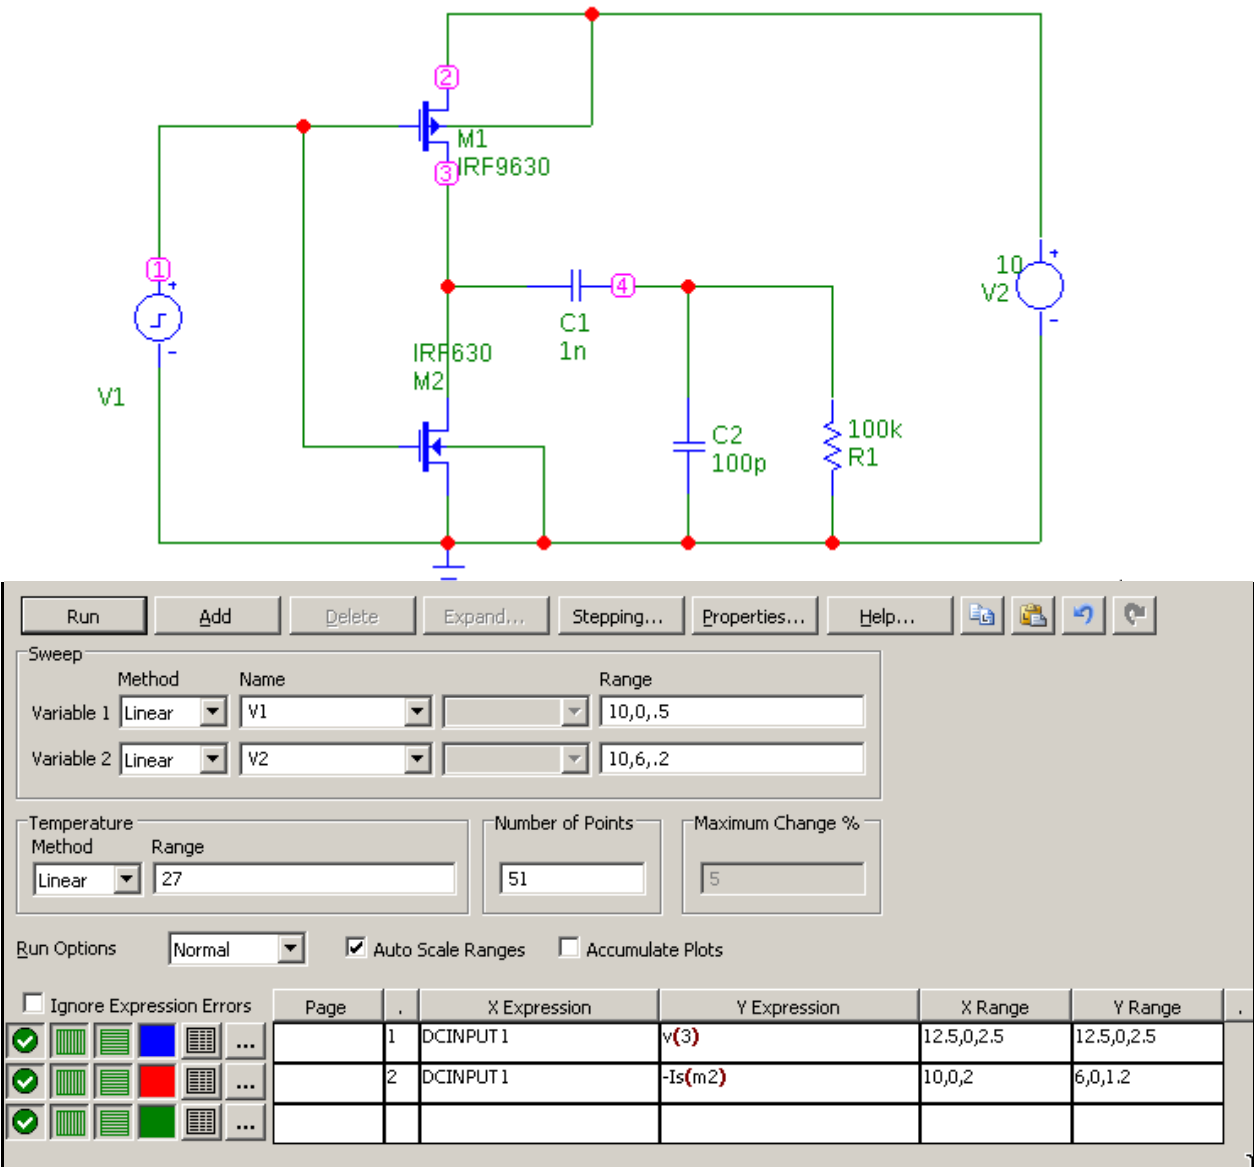 2
M1
3 IRF9630
1
+
-
V1
10
V2
+
-
4
C1
1n
IRF630
M2
C2
100p
100k
R1
Run Add Delete Expand... Stepping... Properties... Help...
Sweep
Method Name Range
Variable 1 Linear V1 10,0,.5
Variable 2 Linear V2 10,6,.2
Temperature Number of Points Maximum Change %
Method Range
Linear 27 51 5
Run Options Normal Auto Scale Ranges Accumulate Plots
Ignore Expression Errors Page . X Expression Y Expression X Range Y Range .
... 1 DCINPUT1 v(3) 12.5,0,2.5 12.5,0,2.5
... 2 DCINPUT1 -Is(m2) 10,0,2 6,0,1.2
...